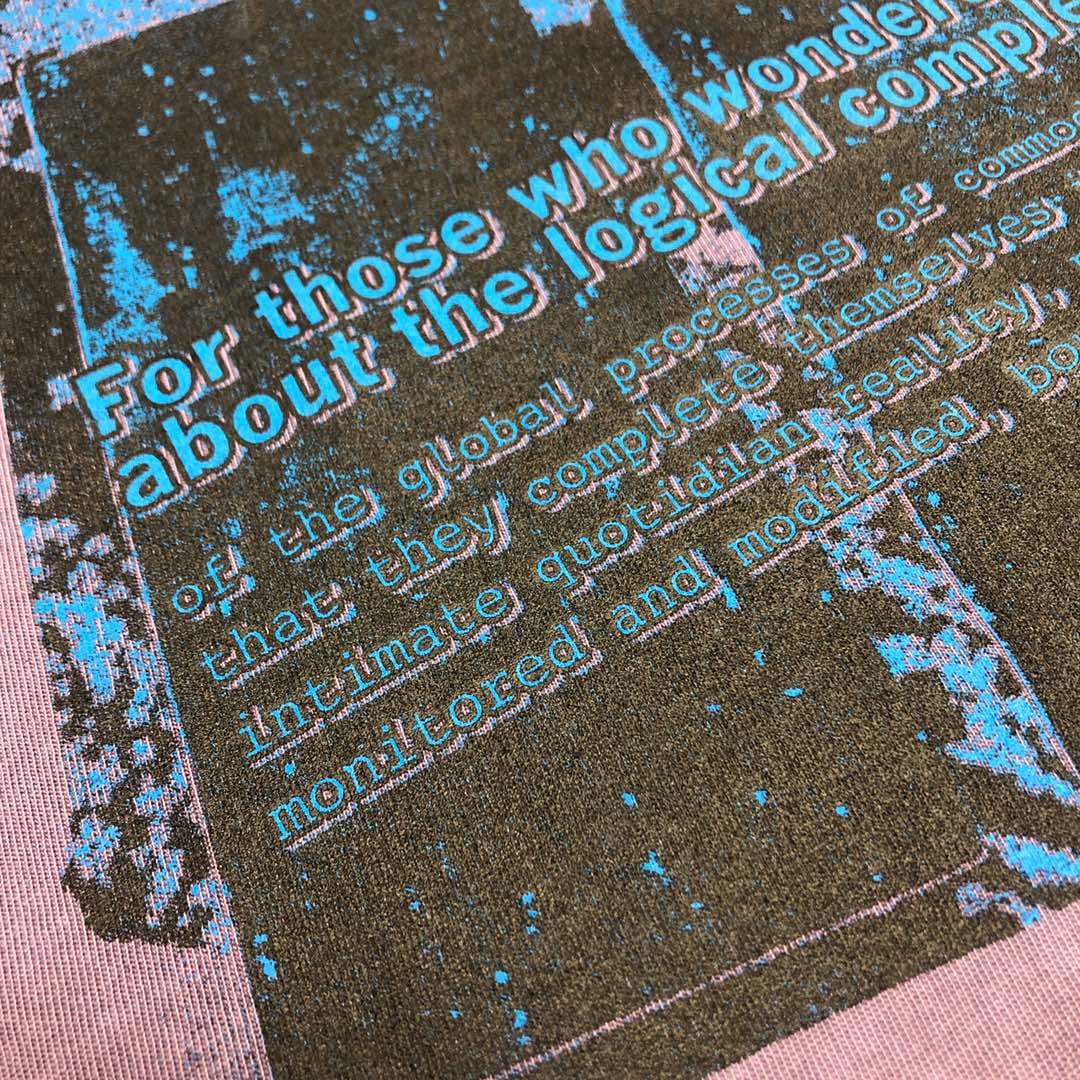 For those who wonder
about the logical comple
of the global processes of commod
that they complete themselves
intimate quotidian reality,
monitored and modified, bo